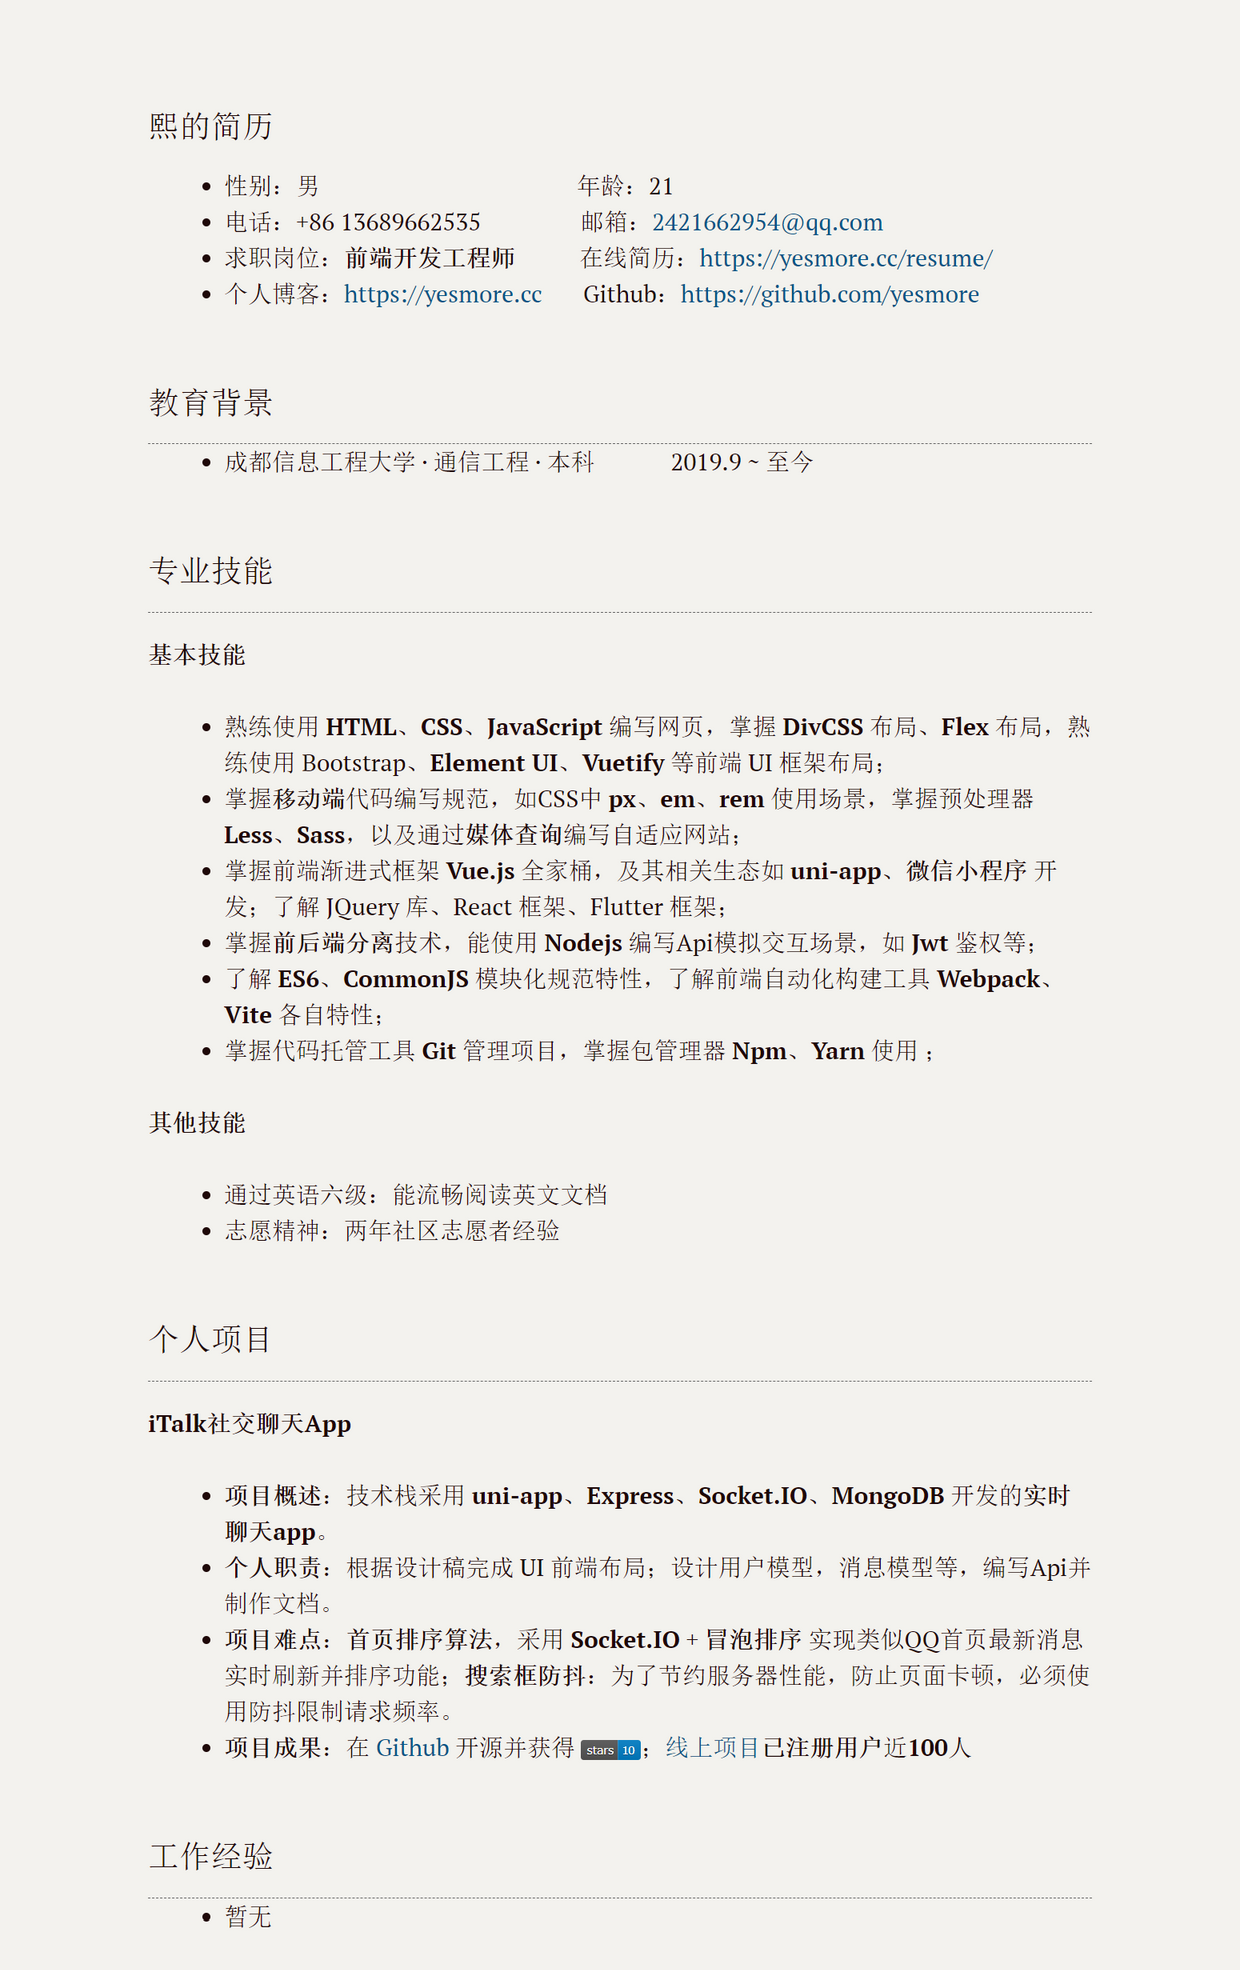 熙的简历
性别：男 年龄：21
电话：+86 13689662535 邮箱：2421662954@qq.com
求职岗位：前端开发工程师 在线简历：https://yesmore.cc/resume/
个人博客：https://yesmore.cc Github：https://github.com/yesmore
教育背景
成都信息工程大学 · 通信工程 · 本科 2019.9 ~ 至今
专业技能
基本技能
熟练使用 HTML、CSS、JavaScript 编写网页，掌握 DivCSS 布局、Flex 布局，熟
练使用 Bootstrap、Element UI、Vuetify 等前端 UI 框架布局；
掌握移动端代码编写规范，如CSS中 px、em、rem 使用场景，掌握预处理器
Less、Sass，以及通过媒体查询编写自适应网站；
掌握前端渐进式框架 Vue.js 全家桶，及其相关生态如 uni-app、微信小程序 开
发；了解 JQuery 库、React 框架、Flutter 框架；
掌握前后端分离技术，能使用 Nodejs 编写Api模拟交互场景，如 Jwt 鉴权等；
了解 ES6、CommonJS 模块化规范特性，了解前端自动化构建工具 Webpack、
Vite 各自特性；
掌握代码托管工具 Git 管理项目，掌握包管理器 Npm、Yarn 使用 ；
其他技能
通过英语六级：能流畅阅读英文文档
志愿精神：两年社区志愿者经验
个人项目
iTalk社交聊天App
项目概述：技术栈采用 uni-app、Express、Socket.IO、MongoDB 开发的实时
聊天app。
个人职责：根据设计稿完成 UI 前端布局；设计用户模型，消息模型等，编写Api并
制作文档。
项目难点：首页排序算法，采用 Socket.IO + 冒泡排序 实现类似QQ首页最新消息
实时刷新并排序功能；搜索框防抖：为了节约服务器性能，防止页面卡顿，必须使
用防抖限制请求频率。
项目成果：在 Github 开源并获得 stars 10；线上项目已注册用户近100人
工作经验
暂无